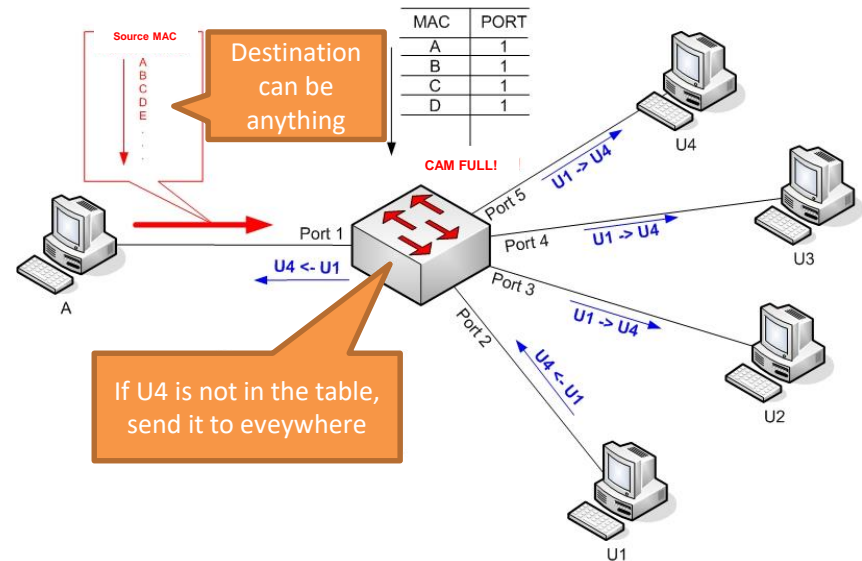 Source MAC
A
B
C
D
E
.
.
.
Destination
can be
anything
MAC PORT
A 1
B 1
C 1
D 1
CAM FULL!
U4
U1 -> U4
Port 5
Port 1
Port 4
U1 -> U4
U3
U4 <- U1
A
Port 3
U1 -> U4
U2
Port 2
U4 <- U1
If U4 is not in the table,
send it to eveywhere
U1